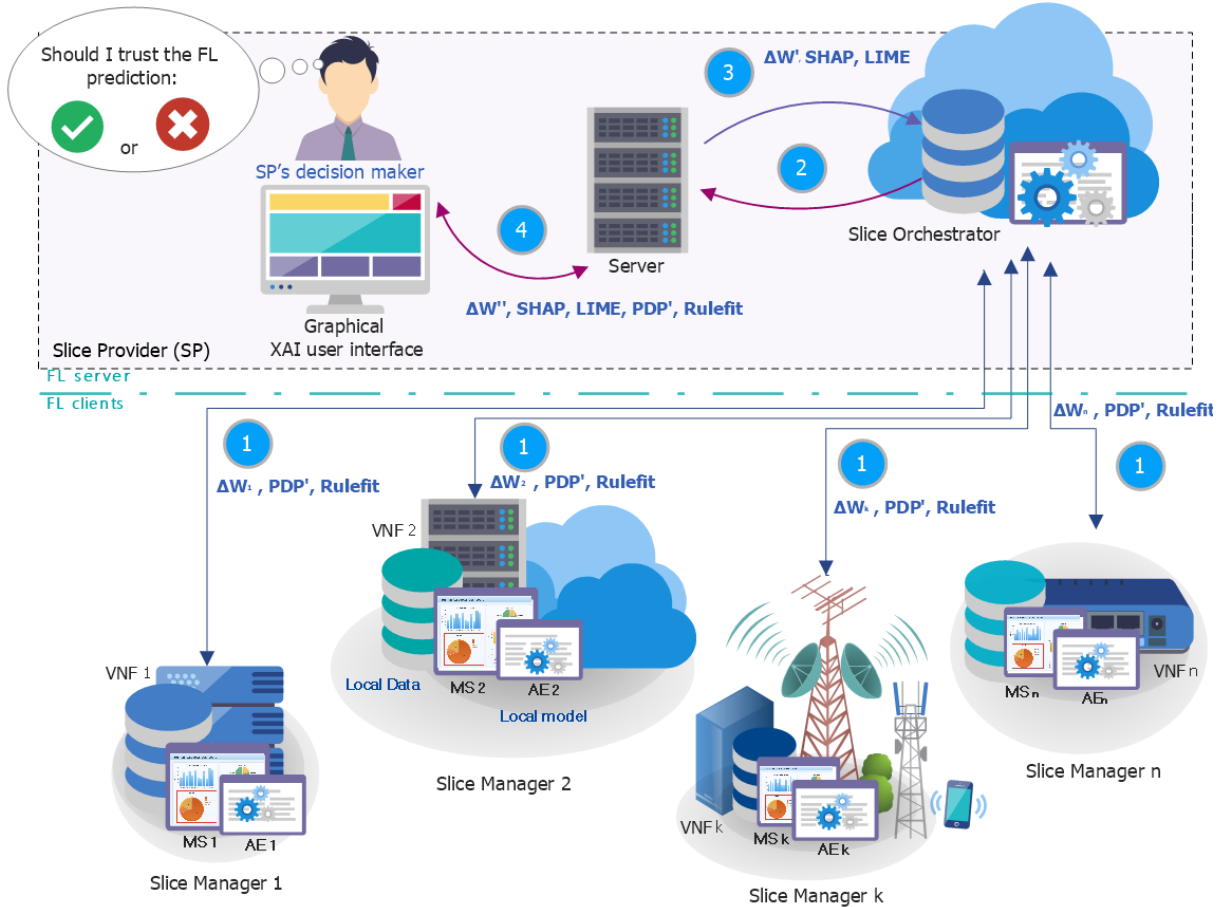 Should I trust the FL
prediction:
or
SP's decision maker
3
ΔW', SHAP, LIME
2
4
Slice Orchestrator
Server
ΔW'', SHAP, LIME, PDP', Rulefit
Graphical
XAI user interface
Slice Provider (SP)
FL server
FL clients
1
ΔW₁ , PDP', Rulefit
1
ΔW₂ , PDP', Rulefit
1
ΔWₖ , PDP', Rulefit
ΔWₙ , PDP', Rulefit
1
VNF 1
MS 1
AE 1
Slice Manager 1
VNF 2
Local Data
MS 2
AE 2
Local model
Slice Manager 2
VNF k
MS k
AE k
Slice Manager k
VNF n
MS n
AE n
Slice Manager n